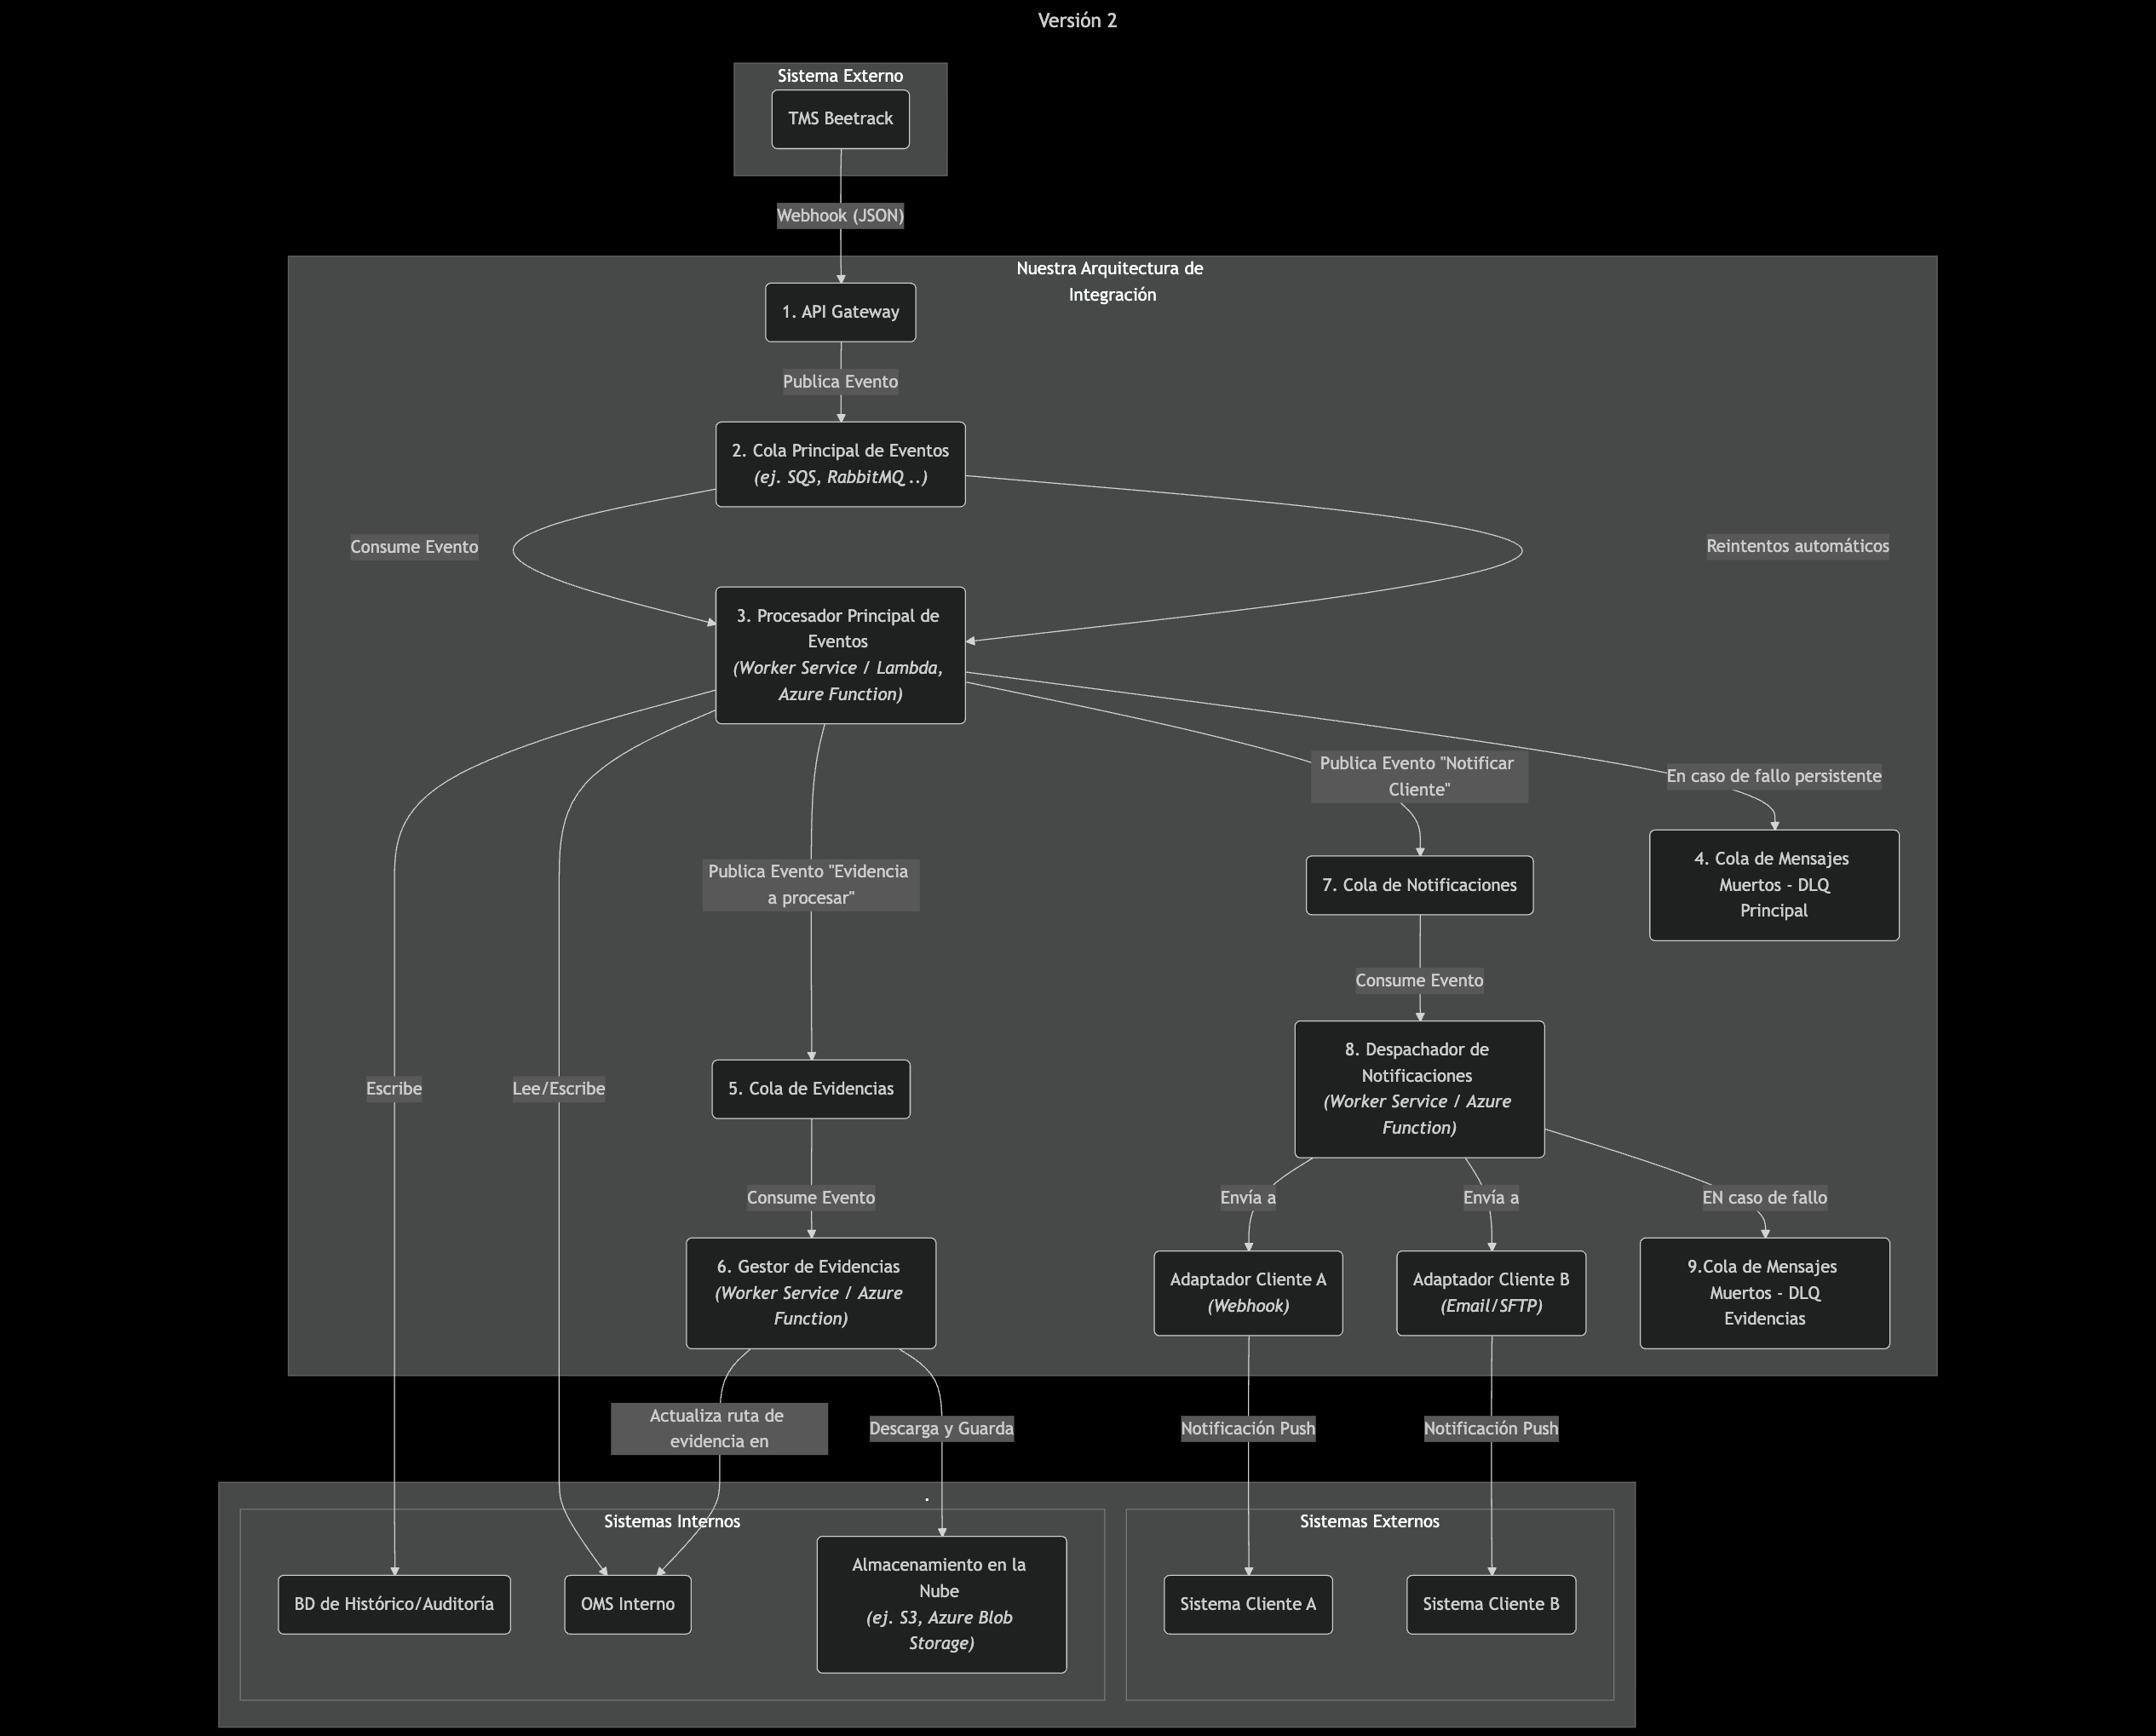 Versión 2
Sistema Externo
TMS Beetrack
Webhook (JSON)
Nuestra Arquitectura de
Integración
1. API Gateway
Publica Evento
2. Cola Principal de Eventos
(ej. SQS, RabbitMQ ..)
Consume Evento
Reintentos automáticos
3. Procesador Principal de
Eventos
(Worker Service / Lambda,
Azure Function)
Publica Evento "Notificar
Cliente"
En caso de fallo persistente
4. Cola de Mensajes
Muertos - DLQ
Principal
Publica Evento "Evidencia
a procesar"
7. Cola de Notificaciones
Consume Evento
8. Despachador de
Notificaciones
(Worker Service / Azure
Function)
Escribe
Lee/Escribe
5. Cola de Evidencias
Consume Evento
Envía a
Envía a
EN caso de fallo
6. Gestor de Evidencias
(Worker Service / Azure
Function)
Adaptador Cliente A
(Webhook)
Adaptador Cliente B
(Email/SFTP)
9.Cola de Mensajes
Muertos - DLQ
Evidencias
Actualiza ruta de
evidencia en
Descarga y Guarda
Notificación Push
Notificación Push
.
Sistemas Internos
Sistemas Externos
BD de Histórico/Auditoría
OMS Interno
Almacenamiento en la
Nube
(ej. S3, Azure Blob
Storage)
Sistema Cliente A
Sistema Cliente B